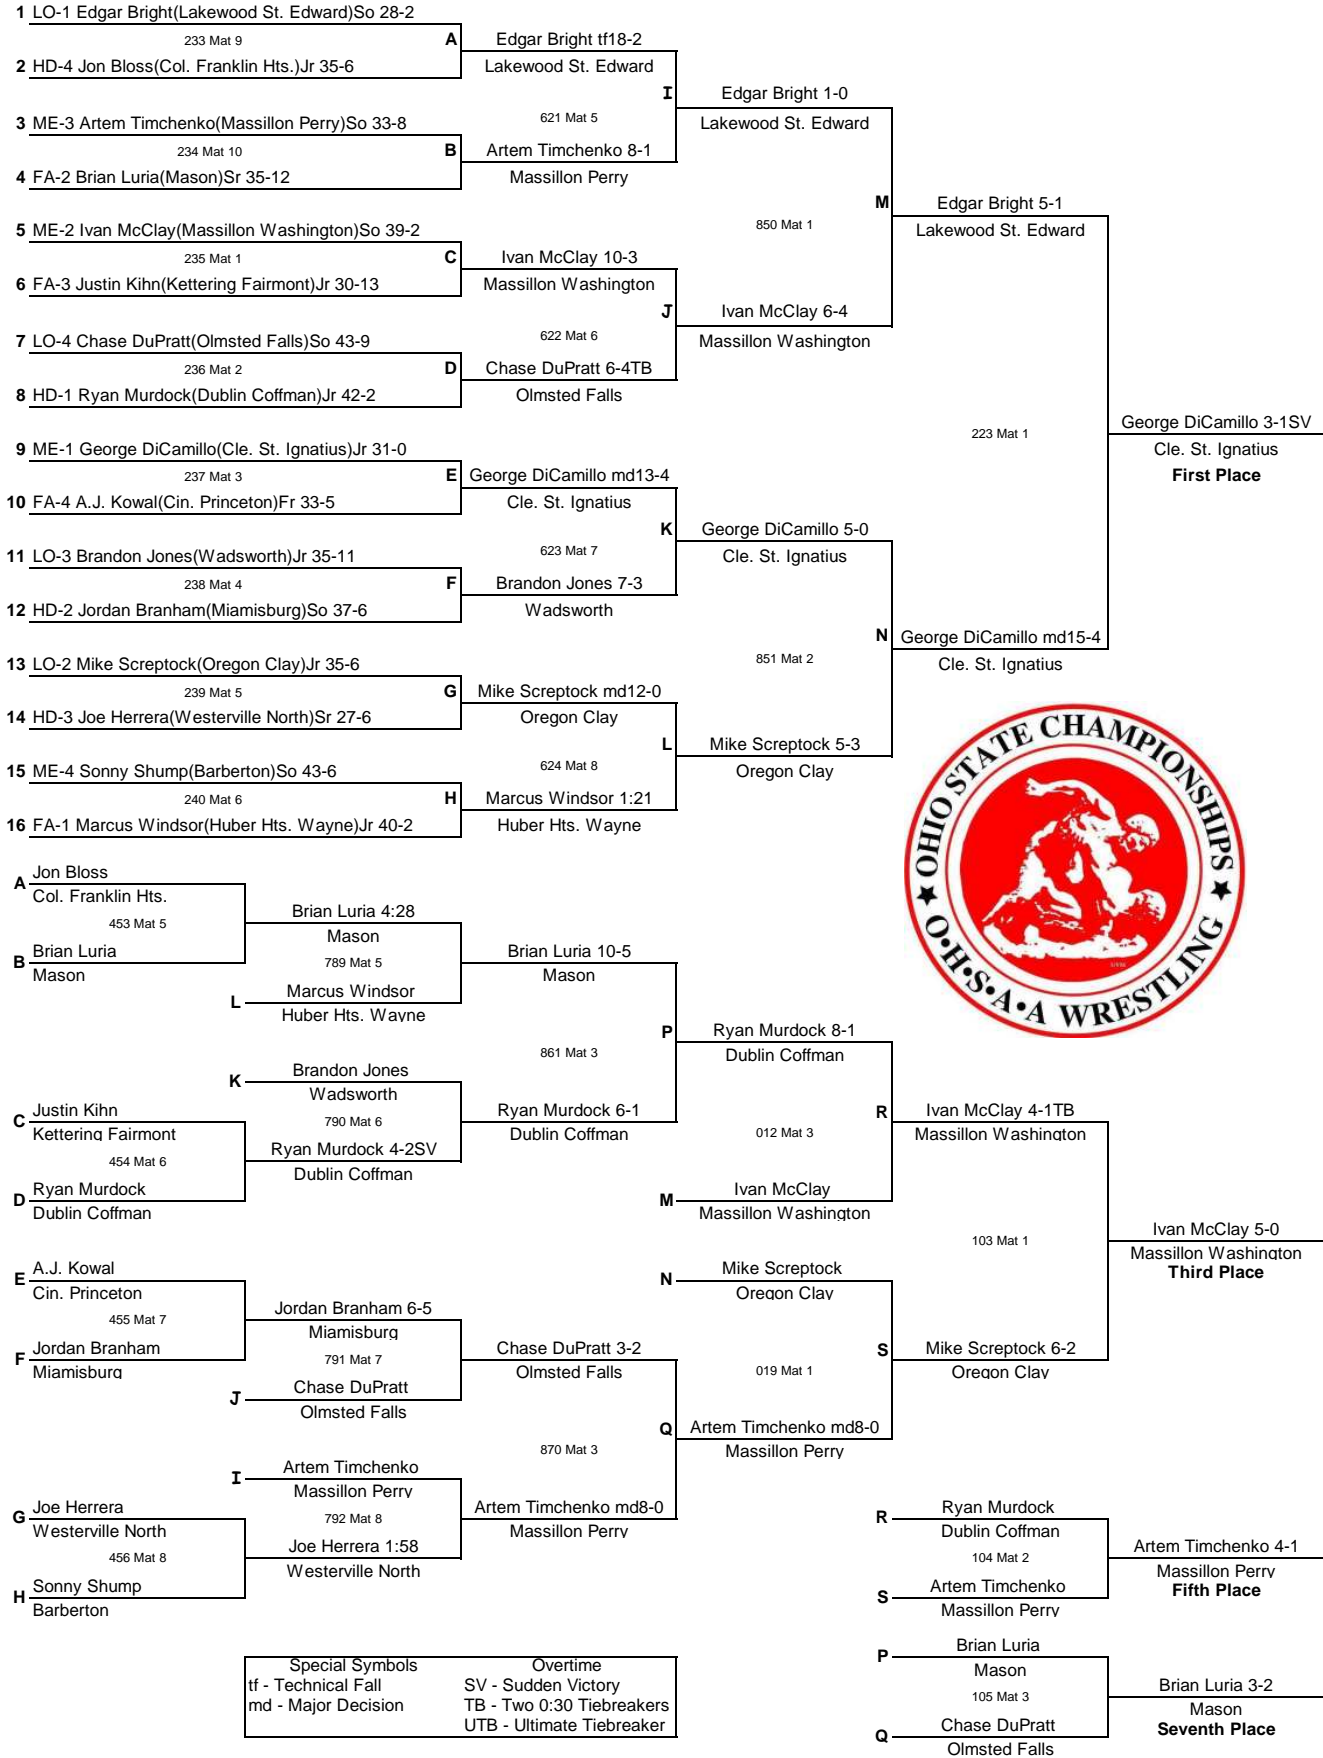 1 LO-1 Edgar Bright(Lakewood St. Edward)So 28-2
233 Mat 9
A
2 HD-4 Jon Bloss(Col. Franklin Hts.)Jr 35-6
Edgar Bright tf18-2
Lakewood St. Edward
3 ME-3 Artem Timchenko(Massillon Perry)So 33-8
234 Mat 10
B
4 FA-2 Brian Luria(Mason)Sr 35-12
621 Mat 5
I
Artem Timchenko 8-1
Massillon Perry
Edgar Bright 1-0
Lakewood St. Edward
5 ME-2 Ivan McClay(Massillon Washington)So 39-2
235 Mat 1
C
6 FA-3 Justin Kihn(Kettering Fairmont)Jr 30-13
Ivan McClay 10-3
Massillon Washington
7 LO-4 Chase DuPratt(Olmsted Falls)So 43-9
236 Mat 2
D
8 HD-1 Ryan Murdock(Dublin Coffman)Jr 42-2
622 Mat 6
J
Chase DuPratt 6-4TB
Olmsted Falls
850 Mat 1
M
Ivan McClay 6-4
Massillon Washington
Edgar Bright 5-1
Lakewood St. Edward
9 ME-1 George DiCamillo(Cle. St. Ignatius)Jr 31-0
237 Mat 3
E
10 FA-4 A.J. Kowal(Cin. Princeton)Fr 33-5
George DiCamillo md13-4
Cle. St. Ignatius
11 LO-3 Brandon Jones(Wadsworth)Jr 35-11
238 Mat 4
F
12 HD-2 Jordan Branham(Miamisburg)So 37-6
623 Mat 7
K
Brandon Jones 7-3
Wadsworth
George DiCamillo 5-0
Cle. St. Ignatius
13 LO-2 Mike Screptock(Oregon Clay)Jr 35-6
239 Mat 5
G
14 HD-3 Joe Herrera(Westerville North)Sr 27-6
Mike Screptock md12-0
Oregon Clay
15 ME-4 Sonny Shump(Barberton)So 43-6
240 Mat 6
H
16 FA-1 Marcus Windsor(Huber Hts. Wayne)Jr 40-2
624 Mat 8
L
Marcus Windsor 1:21
Huber Hts. Wayne
851 Mat 2
N
Mike Screptock 5-3
Oregon Clay
George DiCamillo md15-4
Cle. St. Ignatius
223 Mat 1
George DiCamillo 3-1SV
Cle. St. Ignatius
First Place
OHIO STATE CHAMPIONSHIPS
O•H•S•A•A WRESTLING
A
Jon Bloss
Col. Franklin Hts.
453 Mat 5
B
Brian Luria
Mason
Brian Luria 4:28
Mason
789 Mat 5
L
Marcus Windsor
Huber Hts. Wayne
Brian Luria 10-5
Mason
K
Brandon Jones
Wadsworth
790 Mat 6
C
Justin Kihn
Kettering Fairmont
454 Mat 6
D
Ryan Murdock
Dublin Coffman
Ryan Murdock 4-2SV
Dublin Coffman
861 Mat 3
P
Ryan Murdock 6-1
Dublin Coffman
Ryan Murdock 8-1
Dublin Coffman
012 Mat 3
R
M
Ivan McClay
Massillon Washington
Ivan McClay 4-1TB
Massillon Washington
E
A.J. Kowal
Cin. Princeton
455 Mat 7
F
Jordan Branham
Miamisburg
Jordan Branham 6-5
Miamisburg
791 Mat 7
J
Chase DuPratt
Olmsted Falls
Chase DuPratt 3-2
Olmsted Falls
I
Artem Timchenko
Massillon Perry
792 Mat 8
G
Joe Herrera
Westerville North
456 Mat 8
H
Sonny Shump
Barberton
Joe Herrera 1:58
Westerville North
870 Mat 3
Q
Artem Timchenko md8-0
Massillon Perry
N
Mike Screptock
Oregon Clay
019 Mat 1
S
Artem Timchenko md8-0
Massillon Perry
Mike Screptock 6-2
Oregon Clay
103 Mat 1
Ivan McClay 5-0
Massillon Washington
Third Place
R
Ryan Murdock
Dublin Coffman
104 Mat 2
S
Artem Timchenko
Massillon Perry
Artem Timchenko 4-1
Massillon Perry
Fifth Place
P
Brian Luria
Mason
105 Mat 3
Q
Chase DuPratt
Olmsted Falls
Brian Luria 3-2
Mason
Seventh Place
Special Symbols
tf - Technical Fall
md - Major Decision
Overtime
SV - Sudden Victory
TB - Two 0:30 Tiebreakers
UTB - Ultimate Tiebreaker